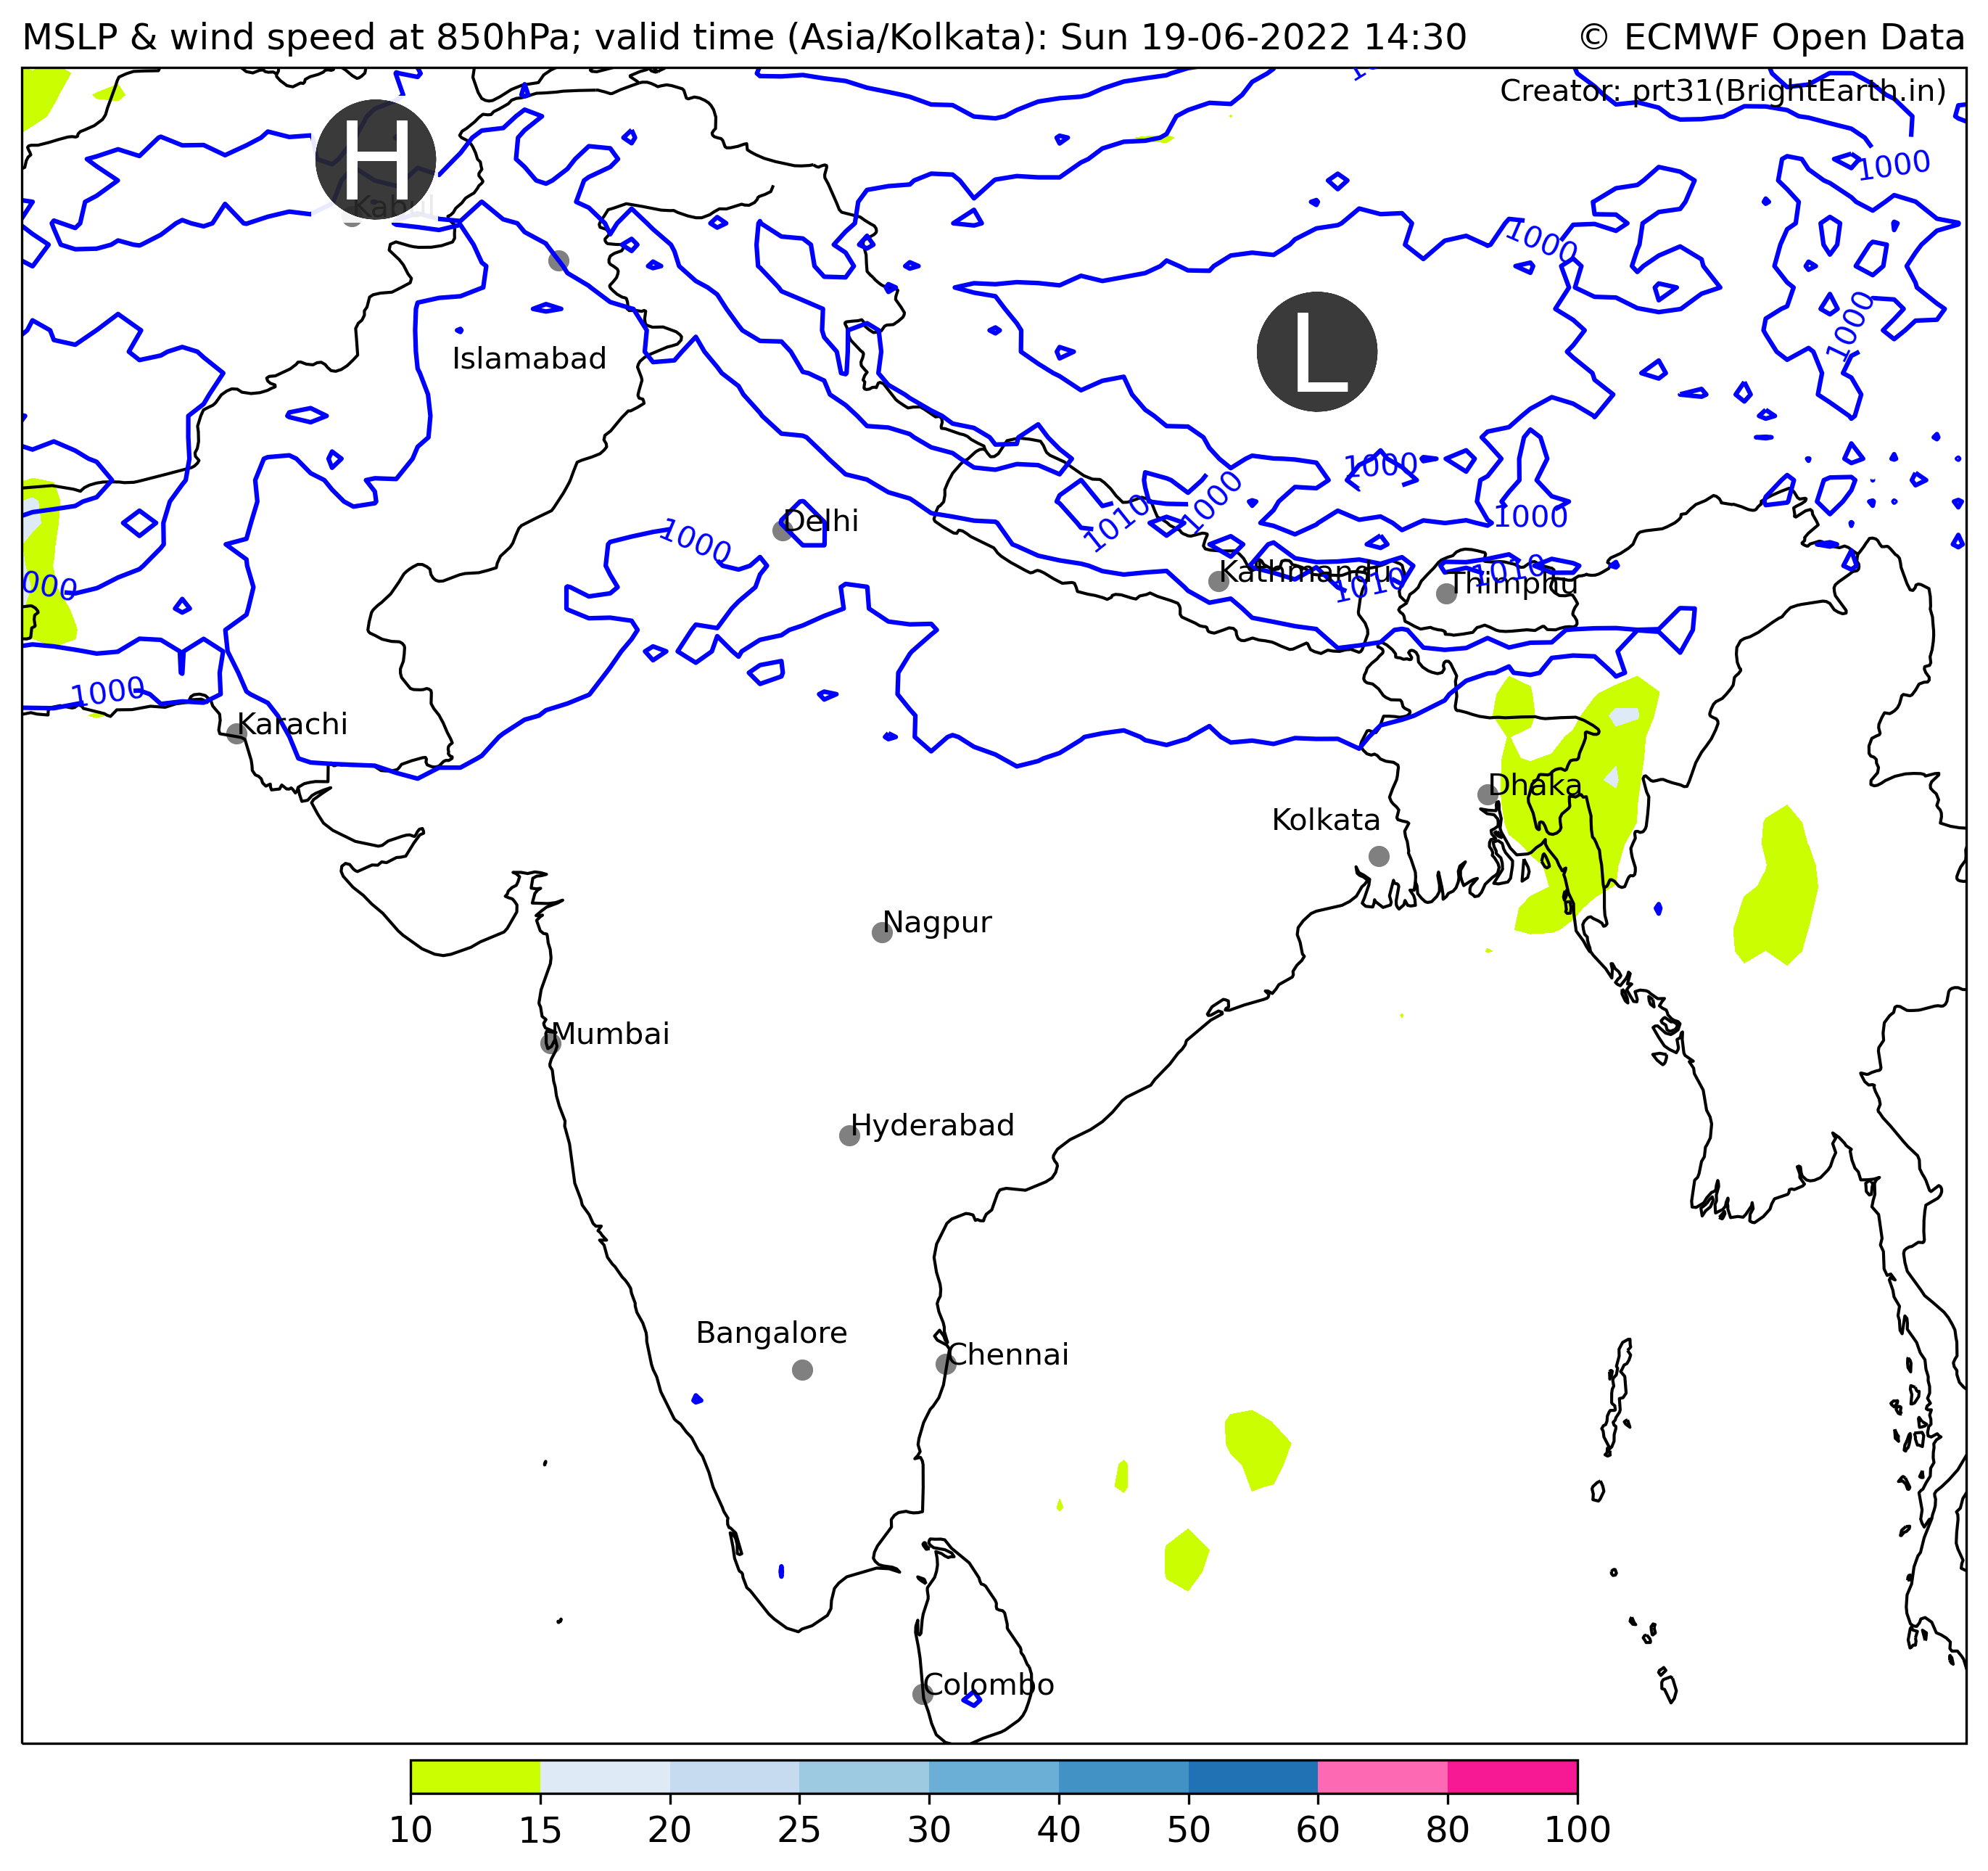 MSLP & wind speed at 850hPa; valid time (Asia/Kolkata): Sun 19-06-2022 14:30 © ECMWF Open Data
Creator: prt31(BrightEarth.in)
H
1000
Kabul
1000
L
1000
Islamabad
1000
1000
Delhi
1000
1010
1000
1000
Kathmandu
1010
1010
Thimphu
000
1000
Karachi
Dhaka
Kolkata
Nagpur
Mumbai
Hyderabad
Bangalore
Chennai
Colombo
10 15 20 25 30 40 50 60 80 100